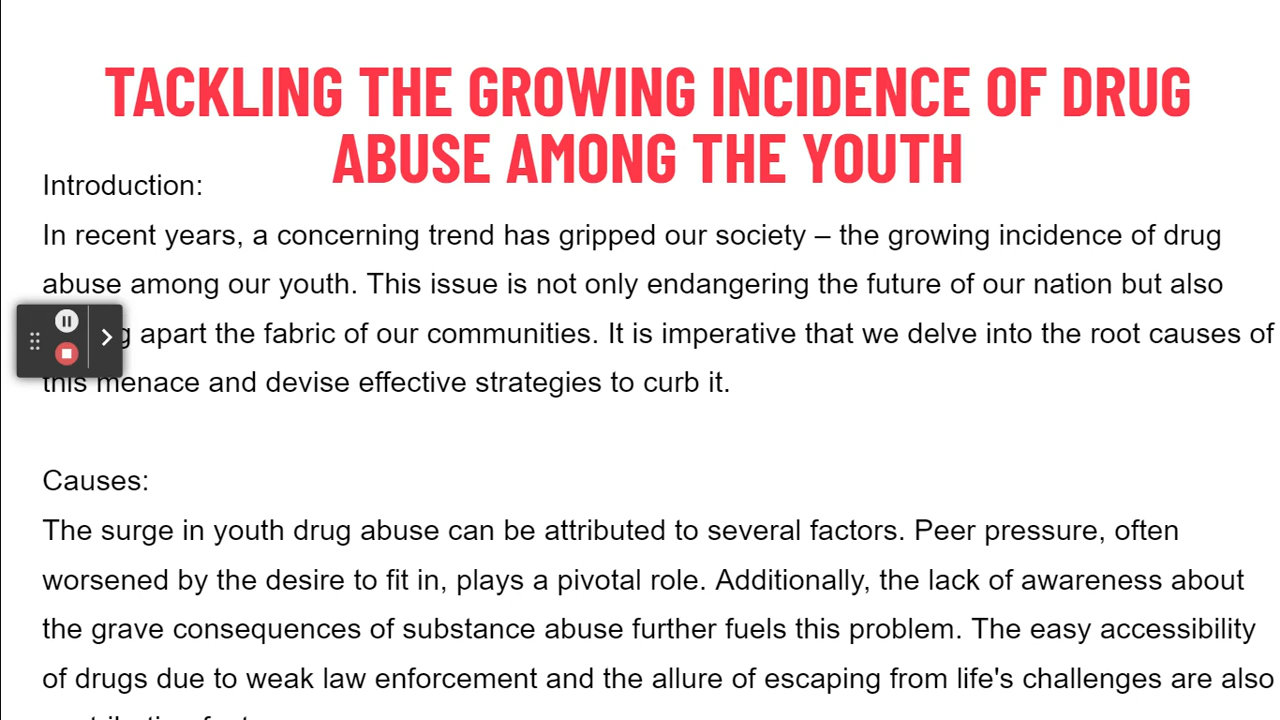 TACKLING THE GROWING INCIDENCE OF DRUG
ABUSE AMONG THE YOUTH
Introduction:
In recent years, a concerning trend has gripped our society – the growing incidence of drug
abuse among our youth. This issue is not only endangering the future of our nation but also
apart the fabric of our communities. It is imperative that we delve into the root causes of
this menace and devise effective strategies to curb it.
Causes:
The surge in youth drug abuse can be attributed to several factors. Peer pressure, often
worsened by the desire to fit in, plays a pivotal role. Additionally, the lack of awareness about
the grave consequences of substance abuse further fuels this problem. The easy accessibility
of drugs due to weak law enforcement and the allure of escaping from life's challenges are also